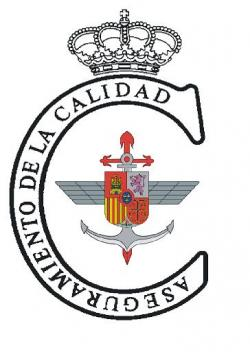 ASEGURAMIENTO DE LA CALIDAD